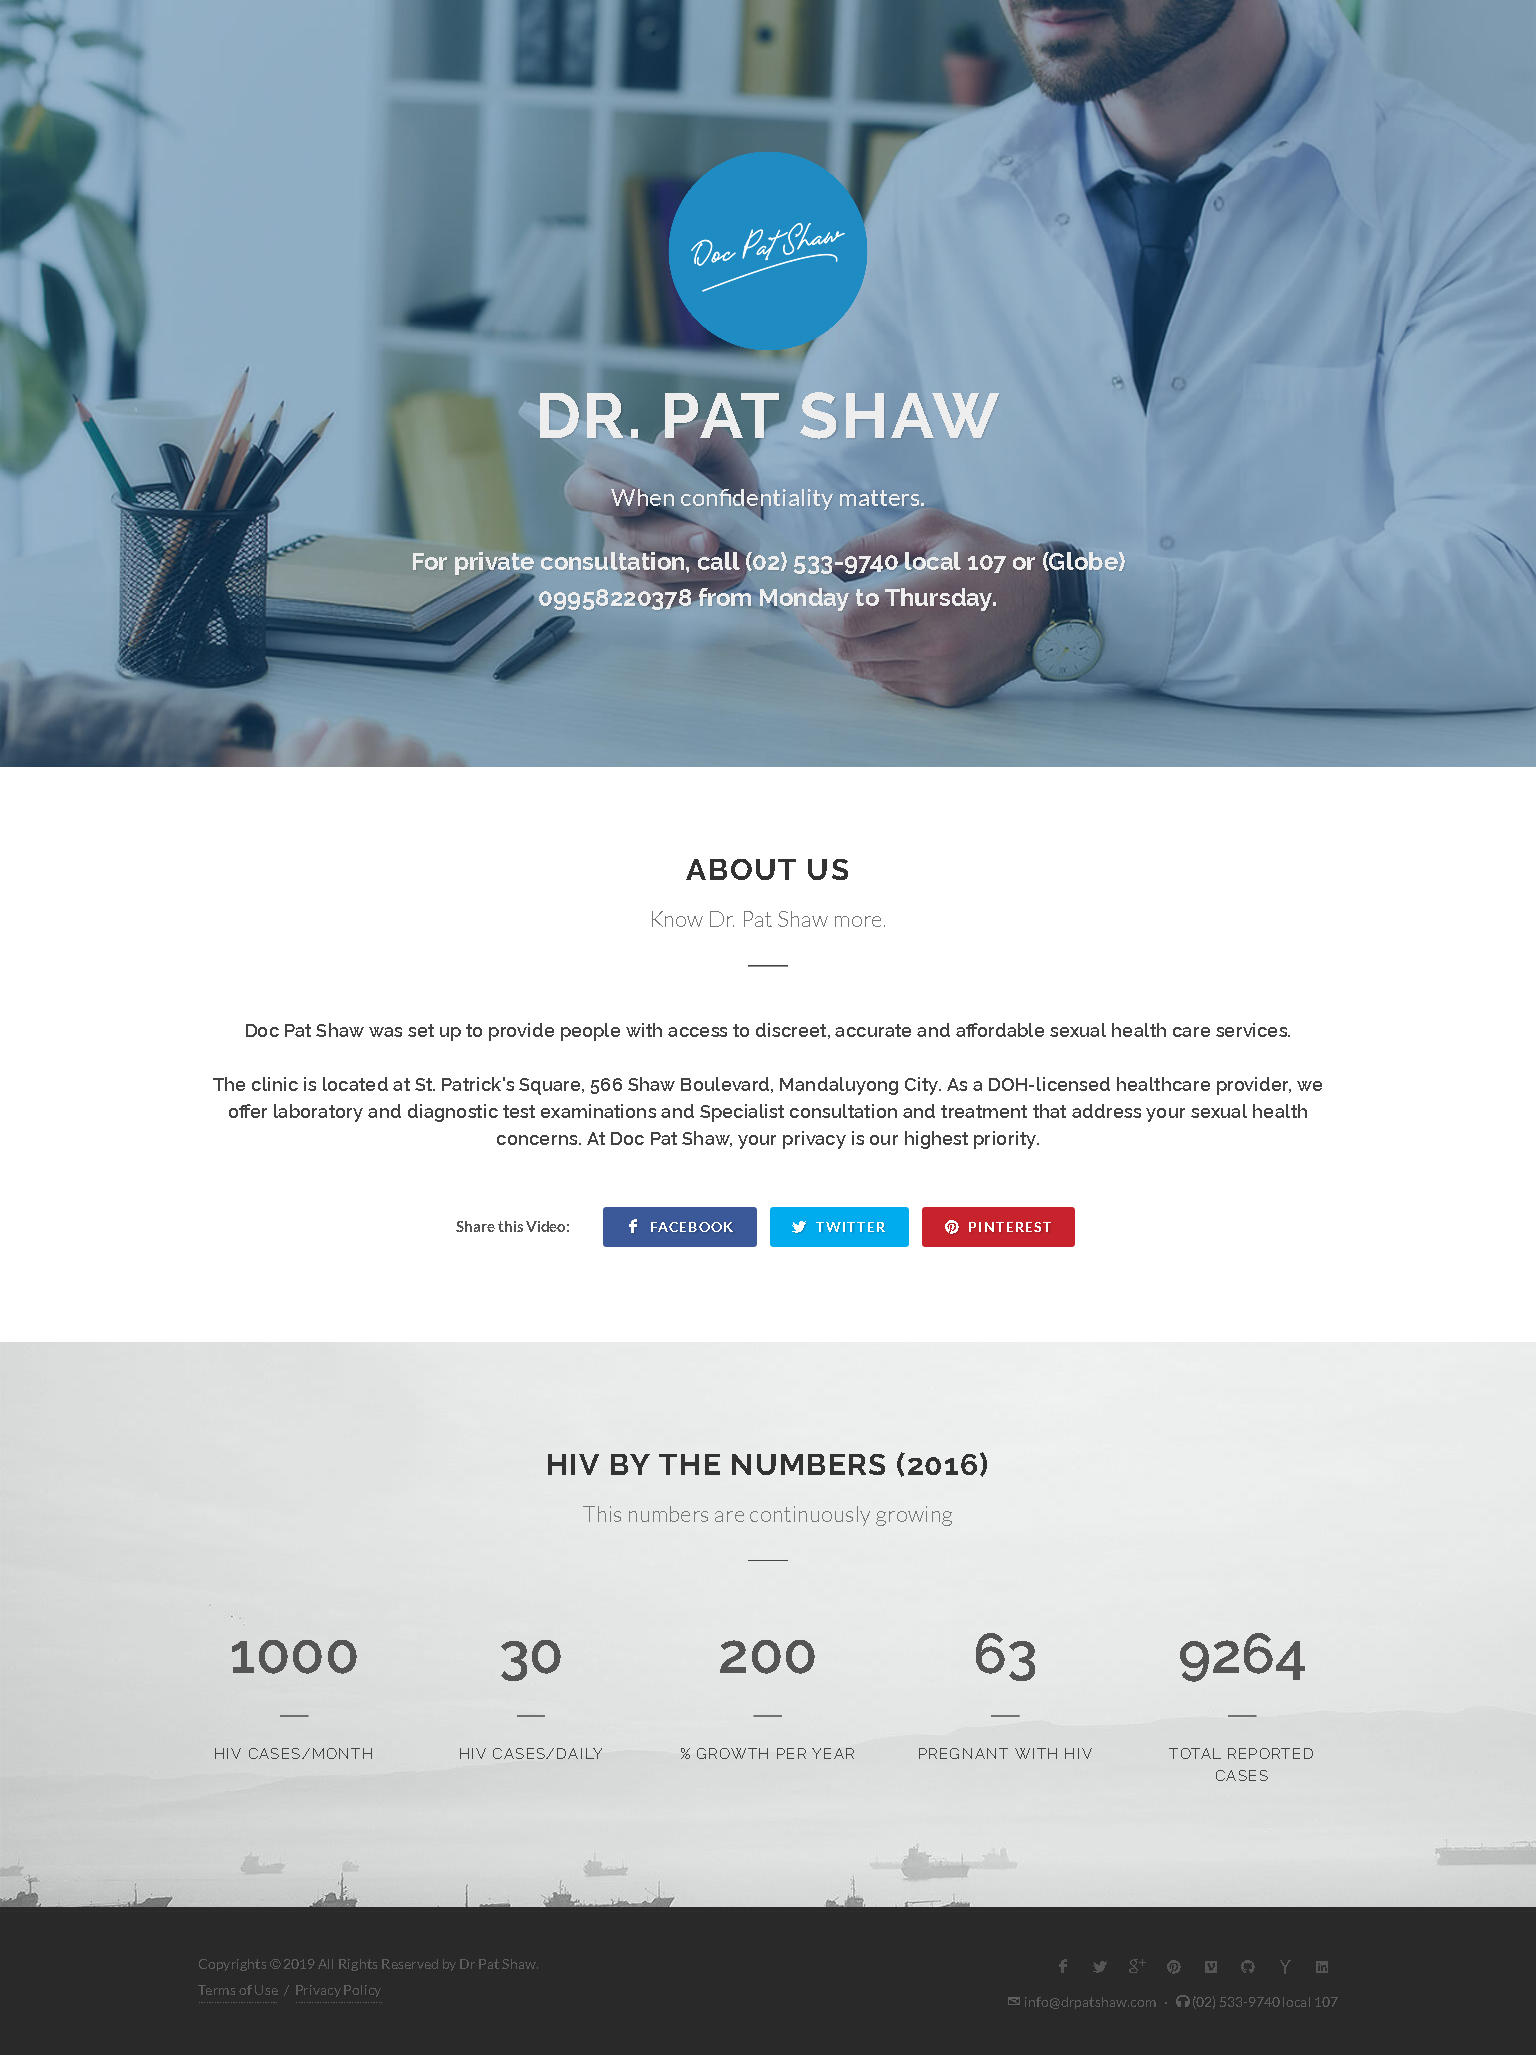 Doc Pat Shaw
DR. PAT SHAW
When confidentiality matters.
For private consultation, call (02) 533-9740 local 107 or (Globe)
09958220378 from Monday to Thursday.
ABOUT US
Know Dr. Pat Shaw more.
Doc Pat Shaw was set up to provide people with access to discreet, accurate and affordable sexual health care services.
The clinic is located at St. Patrick's Square, 566 Shaw Boulevard, Mandaluyong City. As a DOH-licensed healthcare provider, we
offer laboratory and diagnostic test examinations and Specialist consultation and treatment that address your sexual health
concerns. At Doc Pat Shaw, your privacy is our highest priority.
Share this Video: FACEBOOK TWITTER PINTEREST
HIV BY THE NUMBERS (2016)
This numbers are continuously growing
1000 30 200 63 9264
HIV CASES/MONTH HIV CASES/DAILY % GROWTH PER YEAR PREGNANT WITH HIV TOTAL REPORTED
CASES
Copyrights © 2019 All Rights Reserved by Dr Pat Shaw.
Terms of Use / Privacy Policy
info@drpatshaw.com · (02) 533-9740 local 107